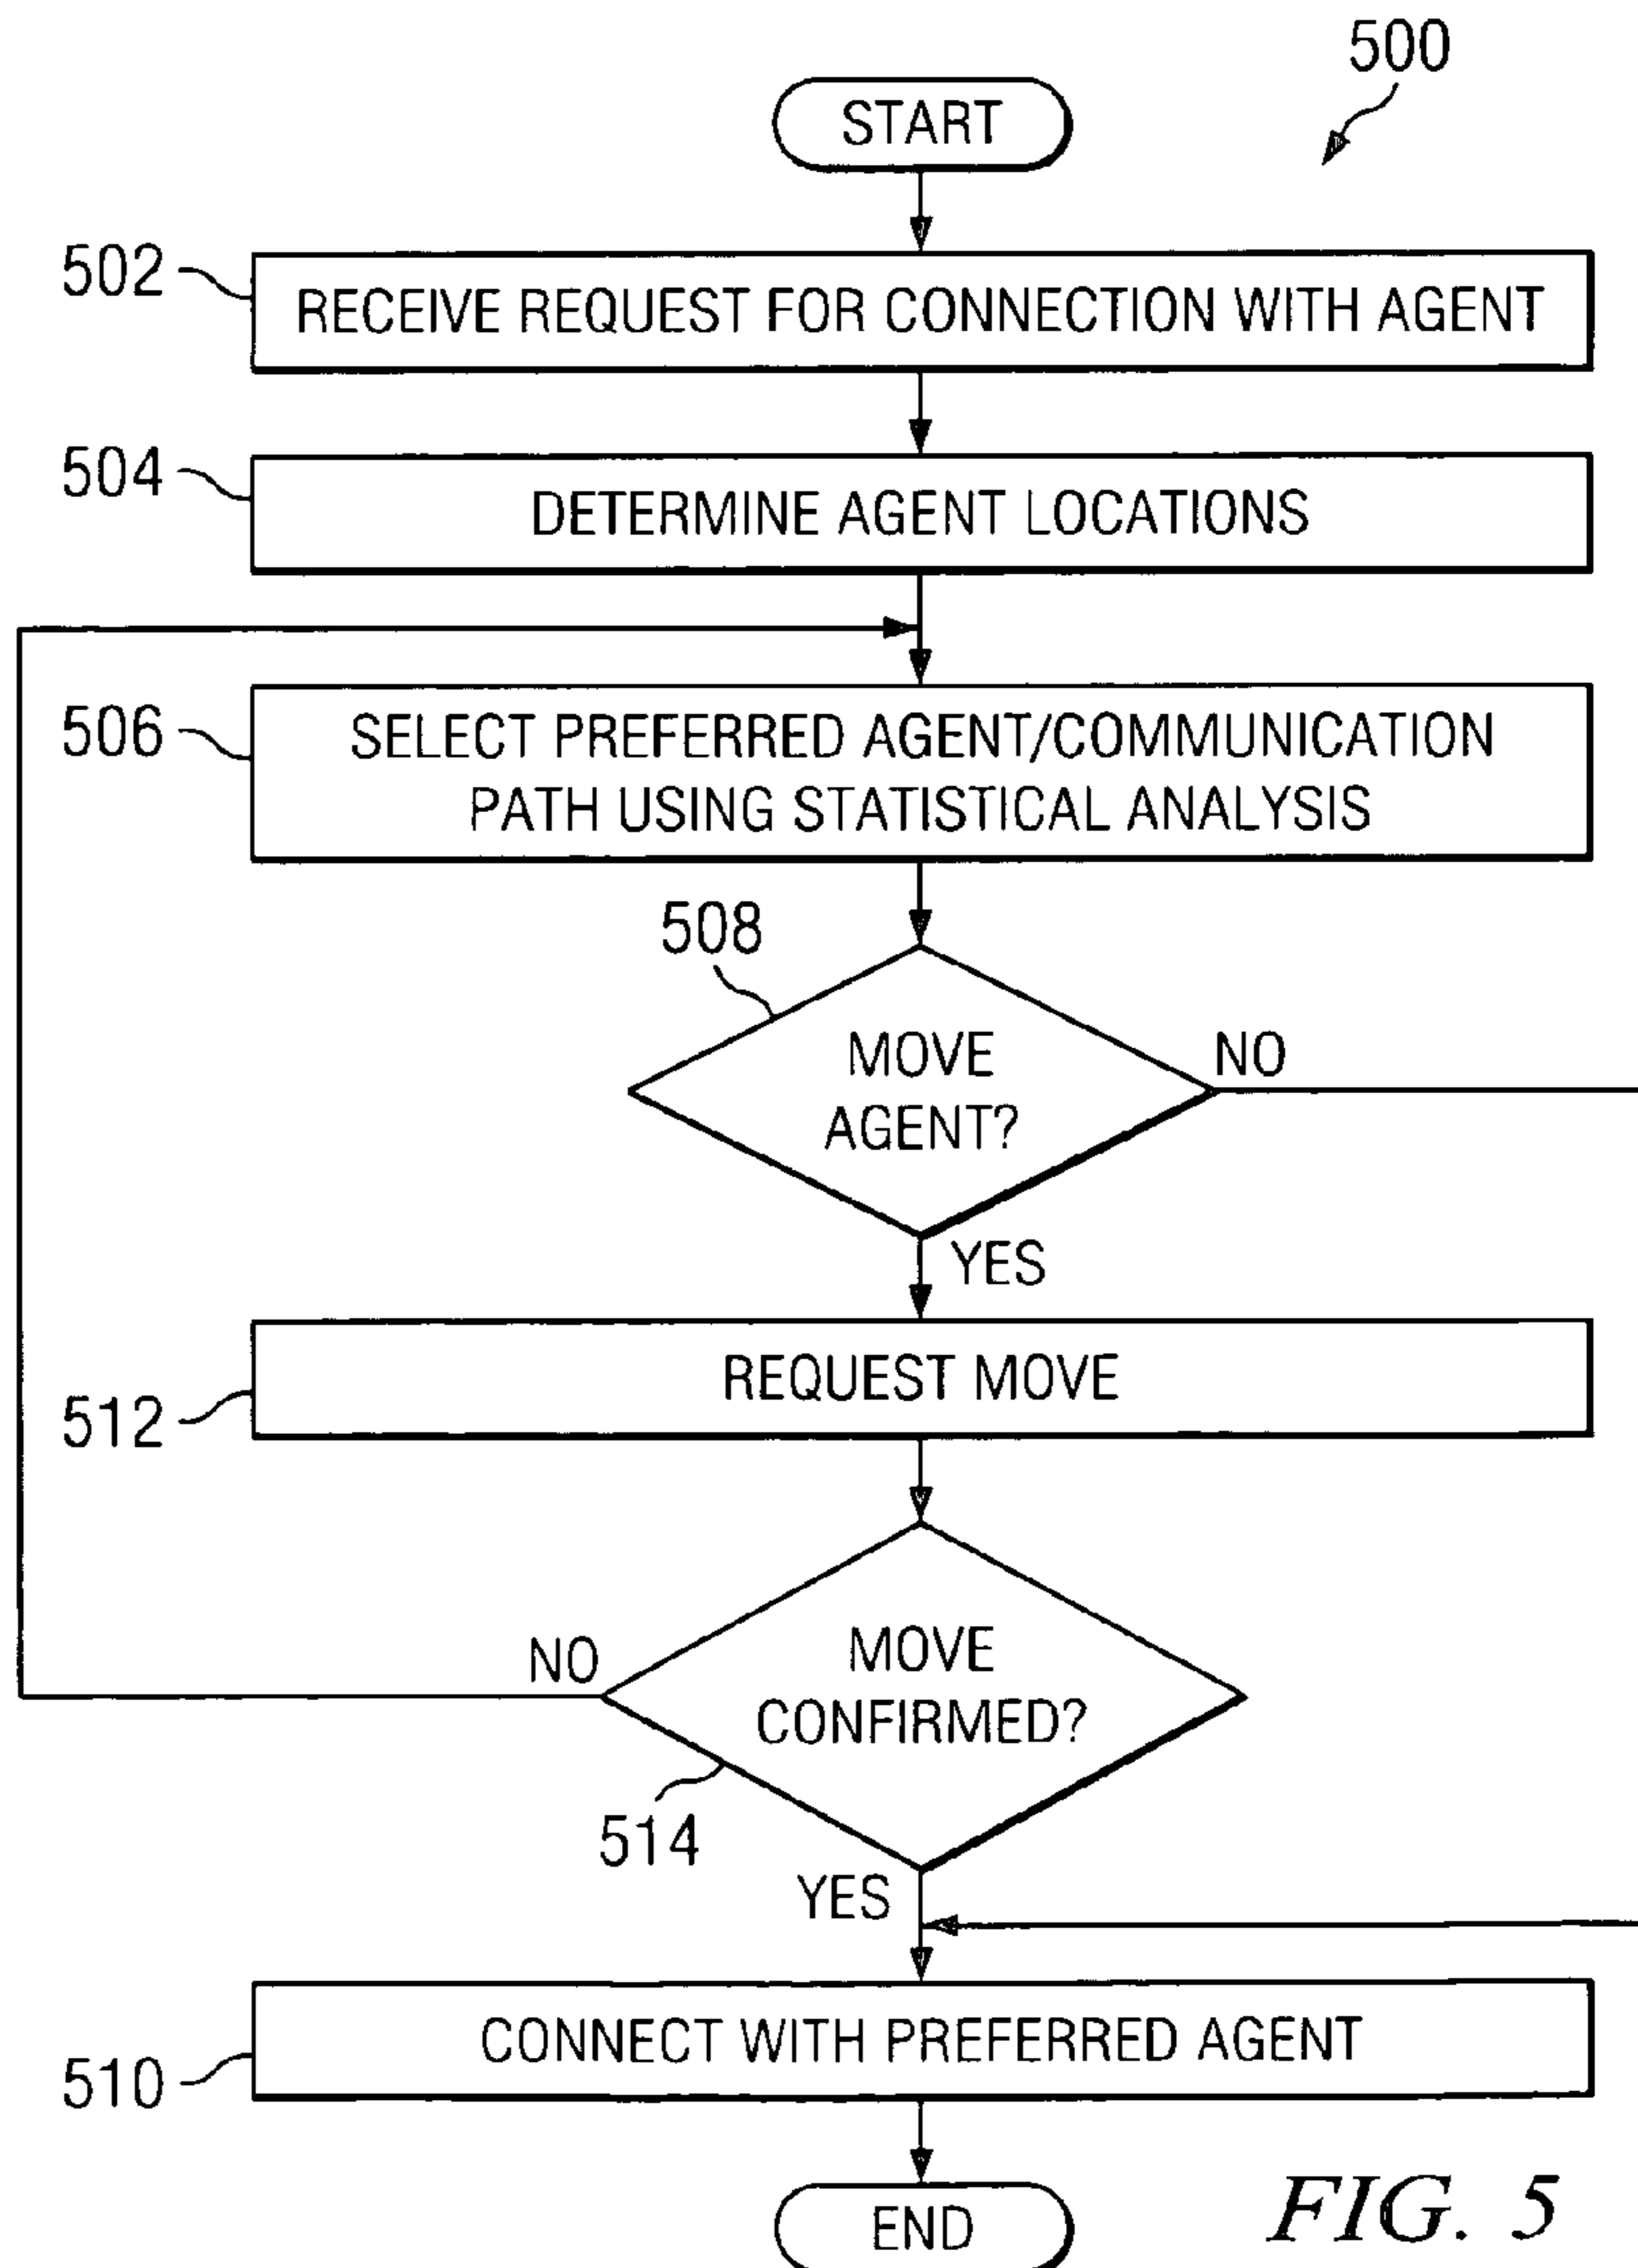 500
START
502
RECEIVE REQUEST FOR CONNECTION WITH AGENT
504
DETERMINE AGENT LOCATIONS
506
SELECT PREFERRED AGENT/COMMUNICATION
PATH USING STATISTICAL ANALYSIS
508
MOVE
AGENT?
NO
YES
REQUEST MOVE
512
MOVE
CONFIRMED?
NO
514
YES
CONNECT WITH PREFERRED AGENT
510
END
FIG. 5